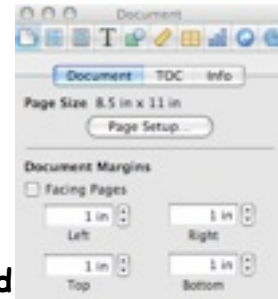 Document
Document TOC Info
Page Size 8.5 in x 11 in
Page Setup...
Document Margins
Facing Pages
1 in 1 in
Left Right
d
1 in 1 in
Top Bottom